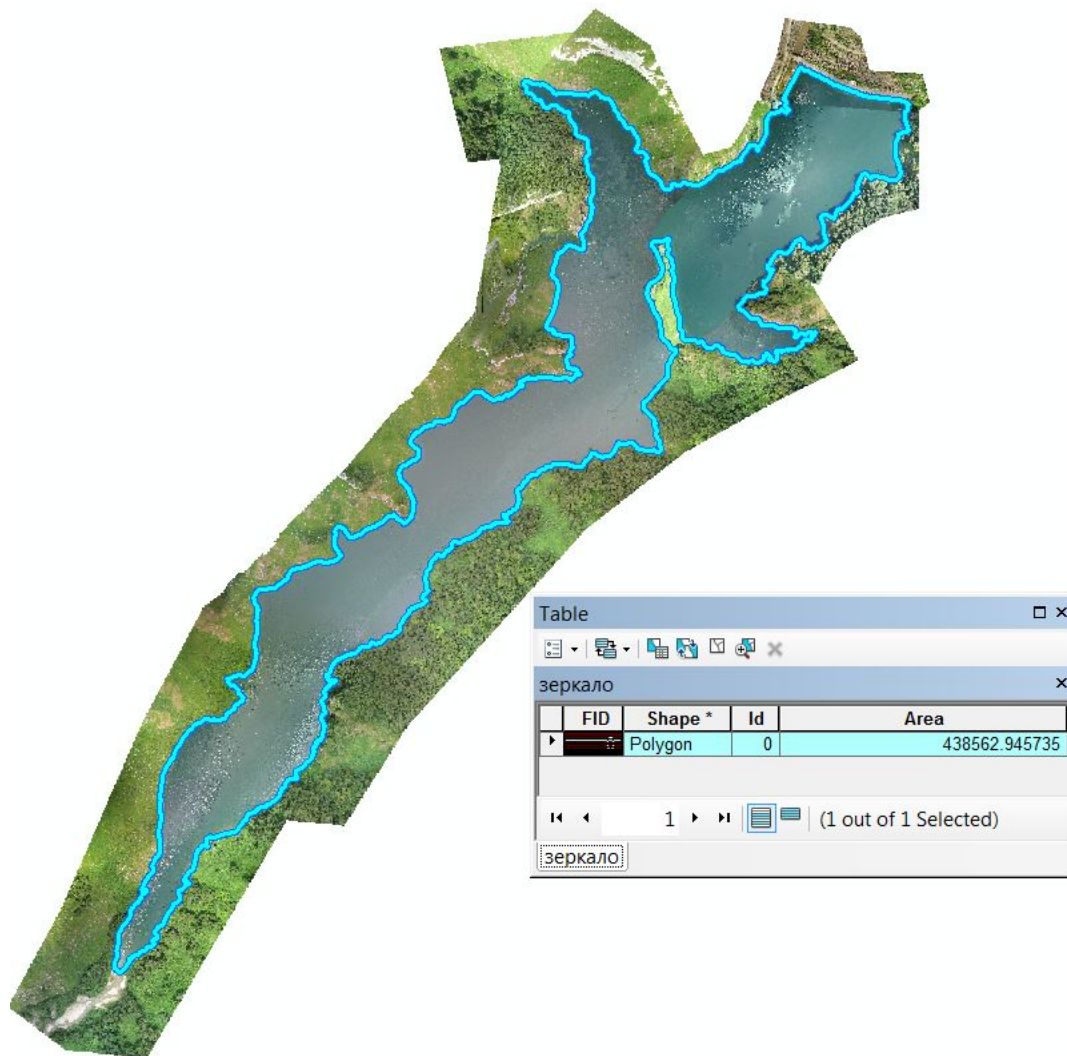 Table
зеркало
FID Shape * Id Area
Polygon 0 438562.945735
1 (1 out of 1 Selected)
зеркало